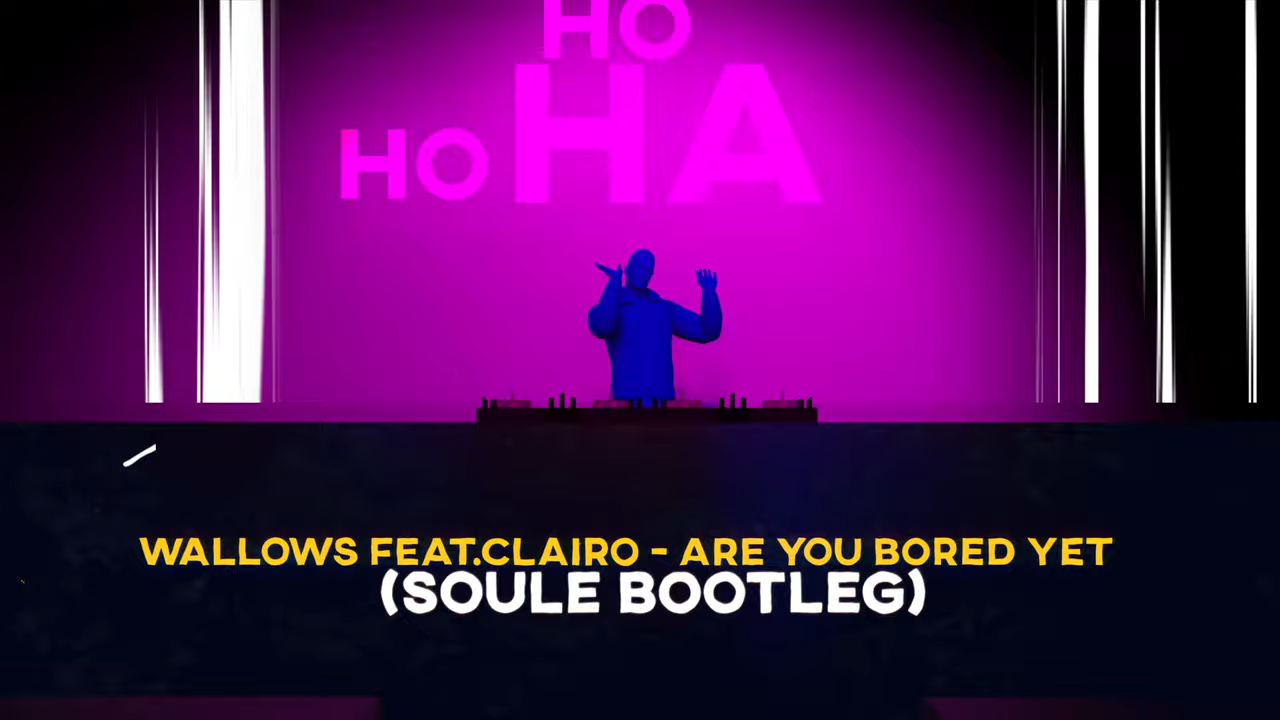 HO
HO HA
WALLOWS FEAT.CLAIRO - ARE YOU BORED YET
(SOULE BOOTLEG)